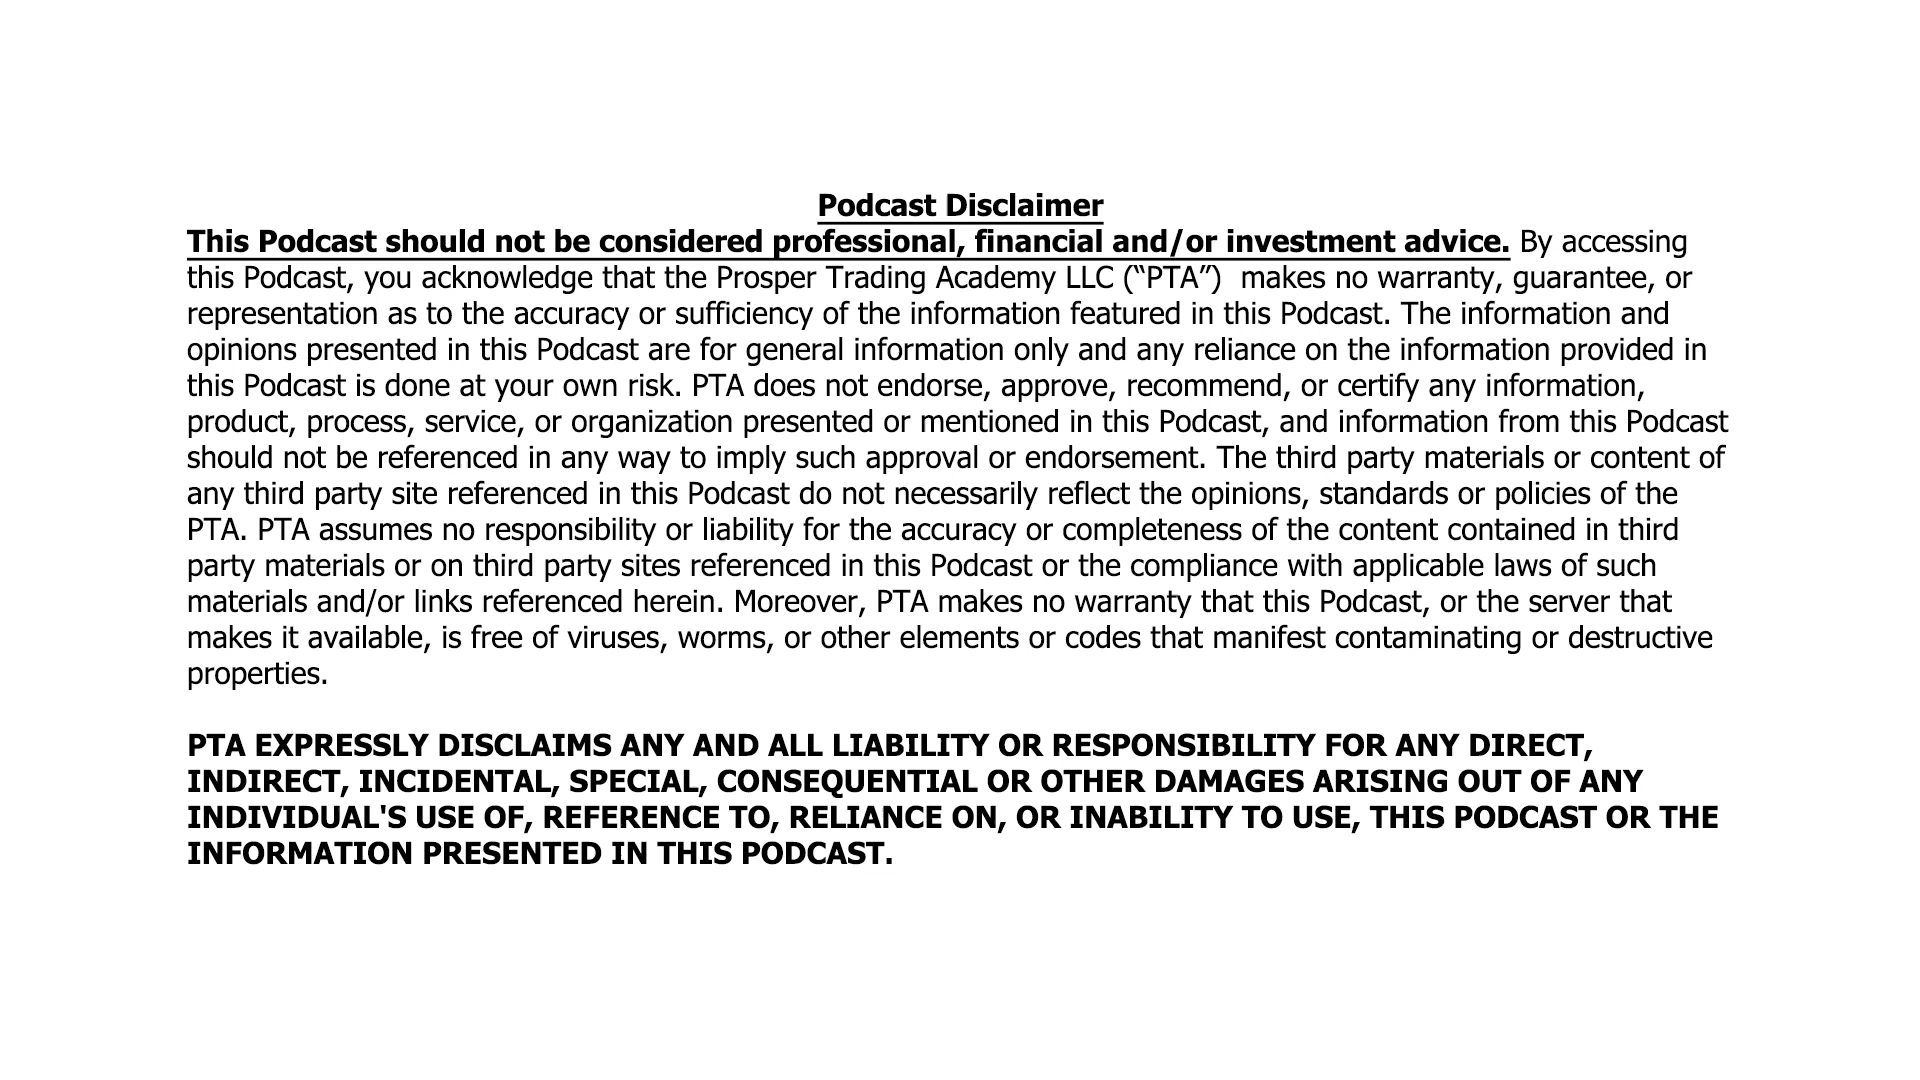 Podcast Disclaimer
This Podcast should not be considered professional, financial and/or investment advice. By accessing
this Podcast, you acknowledge that the Prosper Trading Academy LLC (“PTA”)  makes no warranty, guarantee, or
representation as to the accuracy or sufficiency of the information featured in this Podcast. The information and
opinions presented in this Podcast are for general information only and any reliance on the information provided in
this Podcast is done at your own risk. PTA does not endorse, approve, recommend, or certify any information,
product, process, service, or organization presented or mentioned in this Podcast, and information from this Podcast
should not be referenced in any way to imply such approval or endorsement. The third party materials or content of
any third party site referenced in this Podcast do not necessarily reflect the opinions, standards or policies of the
PTA. PTA assumes no responsibility or liability for the accuracy or completeness of the content contained in third
party materials or on third party sites referenced in this Podcast or the compliance with applicable laws of such
materials and/or links referenced herein. Moreover, PTA makes no warranty that this Podcast, or the server that
makes it available, is free of viruses, worms, or other elements or codes that manifest contaminating or destructive
properties.
PTA EXPRESSLY DISCLAIMS ANY AND ALL LIABILITY OR RESPONSIBILITY FOR ANY DIRECT,
INDIRECT, INCIDENTAL, SPECIAL, CONSEQUENTIAL OR OTHER DAMAGES ARISING OUT OF ANY
INDIVIDUAL'S USE OF, REFERENCE TO, RELIANCE ON, OR INABILITY TO USE, THIS PODCAST OR THE
INFORMATION PRESENTED IN THIS PODCAST.